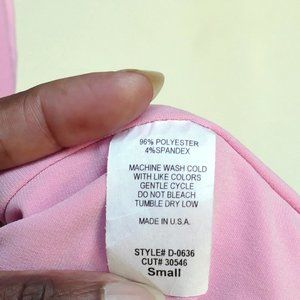 96% POLYESTER
4%SPANDEX
MACHINE WASH COLD
WITH LIKE COLORS
GENTLE CYCLE
DO NOT BLEACH
TUMBLE DRY LOW
MADE IN U.S.A.
STYLE# D-0636
CUT# 30546
Small